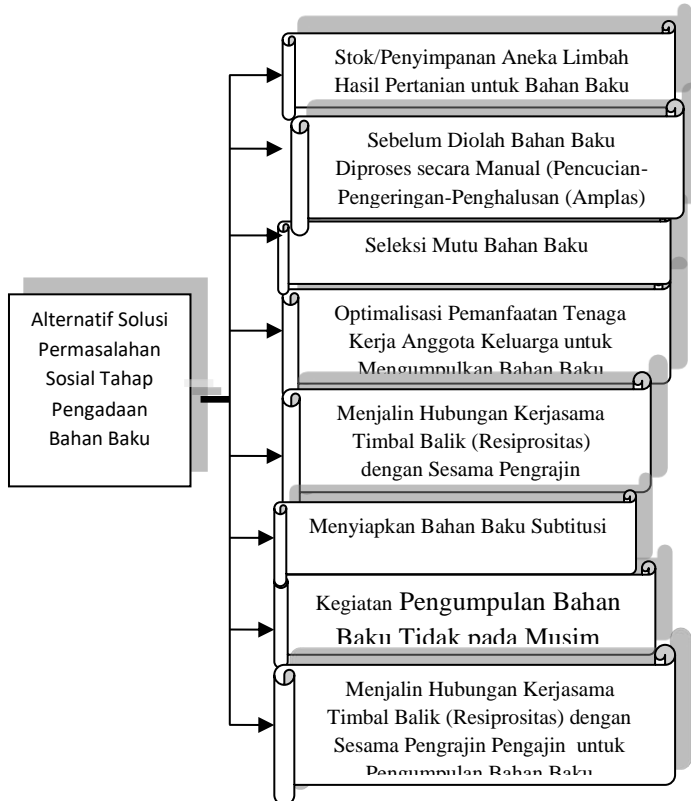 Alternatif Solusi
Permasalahan
Sosial Tahap
Pengadaan
Bahan Baku
Stok/Penyimpanan Aneka Limbah
Hasil Pertanian untuk Bahan Baku
Sebelum Diolah Bahan Baku
Diproses secara Manual (Pencucian-
Pengeringan-Penghalusan (Amplas)
Seleksi Mutu Bahan Baku
Optimalisasi Pemanfaatan Tenaga
Kerja Anggota Keluarga untuk
Mengumpulkan Bahan Baku
Menjalin Hubungan Kerjasama
Timbal Balik (Resiprositas)
dengan Sesama Pengrajin
Menyiapkan Bahan Baku Subtitusi
Kegiatan Pengumpulan Bahan
Baku Tidak pada Musim
Menjalin Hubungan Kerjasama
Timbal Balik (Resiprositas) dengan
Sesama Pengrajin Pengajin untuk
Pengumpulan Bahan Baku